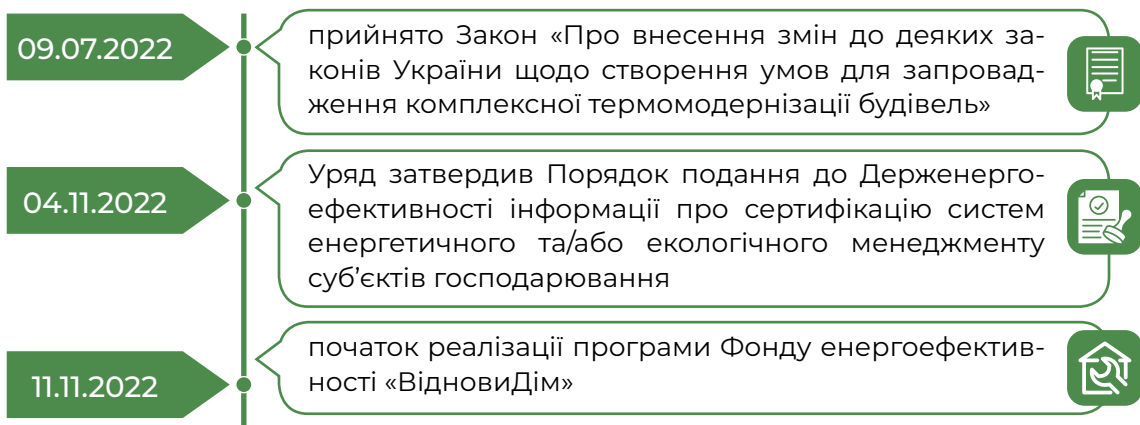 09.07.2022
прийнято Закон «Про внесення змін до деяких за-
конів України щодо створення умов для запровад-
ження комплексної термомодернізації будівель»
04.11.2022
Уряд затвердив Порядок подання до Держенерго-
ефективності інформації про сертифікацію систем
енергетичного та/або екологічного менеджменту
суб’єктів господарювання
11.11.2022
початок реалізації програми Фонду енергоефектив-
ності «ВідновиДім»